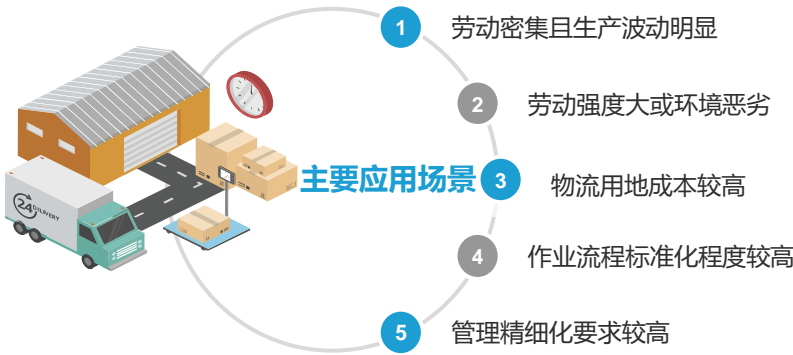 主要应用场景
1 劳动密集且生产波动明显
2 劳动强度大或环境恶劣
3 物流用地成本较高
4 作业流程标准化程度较高
5 管理精细化要求较高
24 DELIVERY